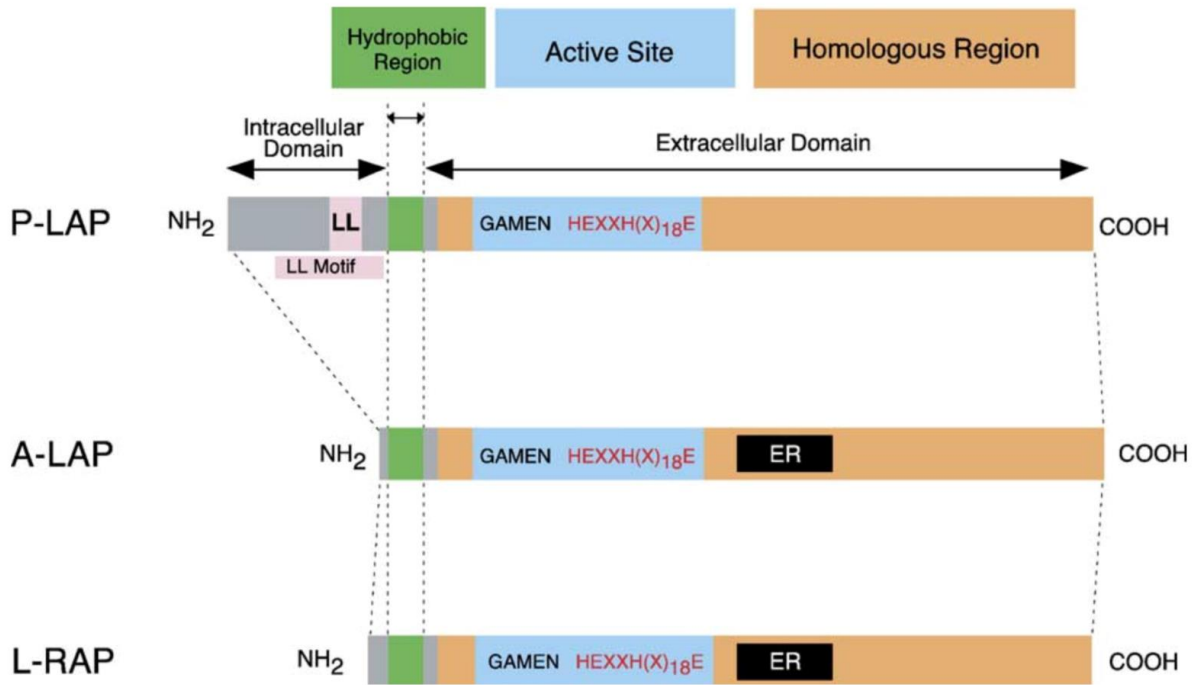 Hydrophobic
Region
Active Site
Homologous Region
Intracellular
Domain
Extracellular Domain
P-LAP
NH2
LL
GAMEN HEXXH(X)18E
COOH
LL Motif
A-LAP
NH2
GAMEN HEXXH(X)18E
ER
COOH
L-RAP
NH2
GAMEN HEXXH(X)18E
ER
COOH